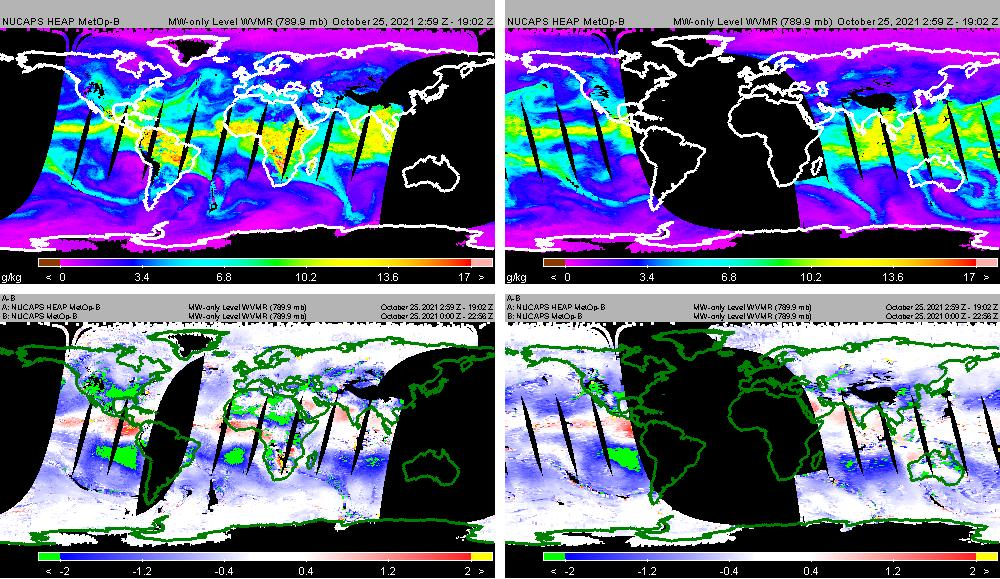 NUCAPS HEAP MetOp-B MW-only Level WVMR (789.9 mb) October 25, 2021 2:59 Z - 19:02 Z
g/kg < 0 3.4 6.8 10.2 13.6 17 >
NUCAPS HEAP MetOp-B MW-only Level WVMR (789.9 mb) October 25, 2021 2:59 Z - 19:02 Z
g/kg < 0 3.4 6.8 10.2 13.6 17 >
A-B
A: NUCAPS HEAP MetOp-B MW-only Level WVMR (789.9 mb) October 25, 2021 2:59 Z - 19:02 Z
B: NUCAPS MetOp-B MW-only Level WVMR (789.9 mb) October 25, 2021 0:00 Z - 22:56 Z
< -2 -1.2 -0.4 0.4 1.2 2 >
A-B
A: NUCAPS HEAP MetOp-B MW-only Level WVMR (789.9 mb) October 25, 2021 2:59 Z - 19:02 Z
B: NUCAPS MetOp-B MW-only Level WVMR (789.9 mb) October 25, 2021 0:00 Z - 22:56 Z
< -2 -1.2 -0.4 0.4 1.2 2 >